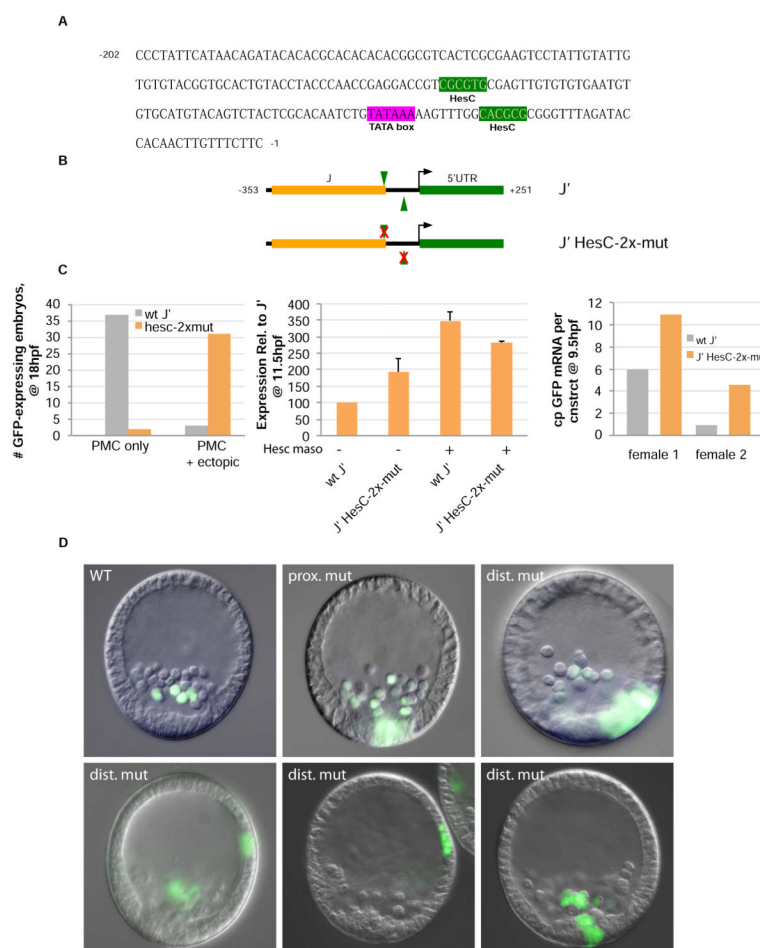 A
-202 CCCTATTCATAACAGATACACACGCACACACACGGCGTCACTCGCGAAGTCCTATTGTATTG
TGTGTACGGTGCACTGTACCTACCCAACCGAGGACCGTCGCGTGCGAGTTGTGTGTGAATGT
HesC
GTGCATGTACAGTCTACTCGCACAATCTGTATAAAAAGTTTGGCACGCGCGGGTTTAGATAC
TATA box HesC
CACAACTTGTTTCTTC -1
B
J 5'UTR
-353 +251 J'
J' HesC-2x-mut
C
# GFP-expressing embryos, @ 18hpf
40
35
30
25
20
15
10
5
0
wt J'
hesc-2xmut
PMC only
PMC + ectopic
Expression Rel. to J' @ 11.5hpf
400
350
300
250
200
150
100
50
0
Hesc maso - - + +
wt J'
J' HesC-2x-mut
wt J'
J' HesC-2x-mut
cp GFP mRNA per cnstrct @ 9.5hpf
12
10
8
6
4
2
0
wt J'
J' HesC-2x-mut
female 1 female 2
D
WT
prox. mut
dist. mut
dist. mut
dist. mut
dist. mut